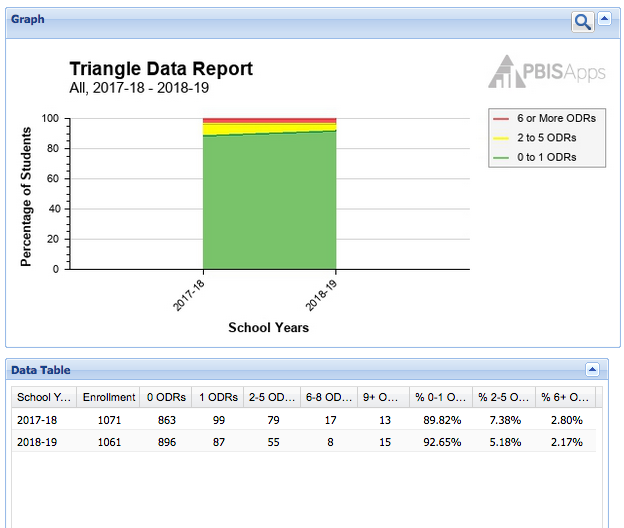 Graph
Triangle Data Report
All, 2017-18 - 2018-19
PBISApps
6 or More ODRs
2 to 5 ODRs
0 to 1 ODRs
Percentage of Students
100
80
60
40
20
0
2017-18
2018-19
School Years
Data Table
School Y... Enrollment 0 ODRs 1 ODRs 2-5 OD... 6-8 OD... 9+ O... % 0-1 O... % 2-5 O... % 6+ O...
2017-18 1071 863 99 79 17 13 89.82% 7.38% 2.80%
2018-19 1061 896 87 55 8 15 92.65% 5.18% 2.17%